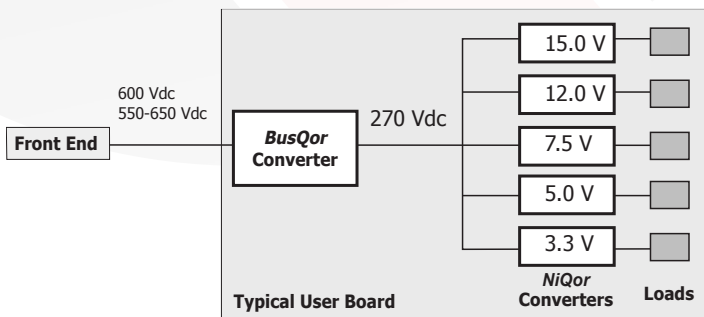 600 Vdc
550-650 Vdc
Front End
BusQor
Converter
270 Vdc
15.0 V
12.0 V
7.5 V
5.0 V
3.3 V
NiQor
Converters
Loads
Typical User Board